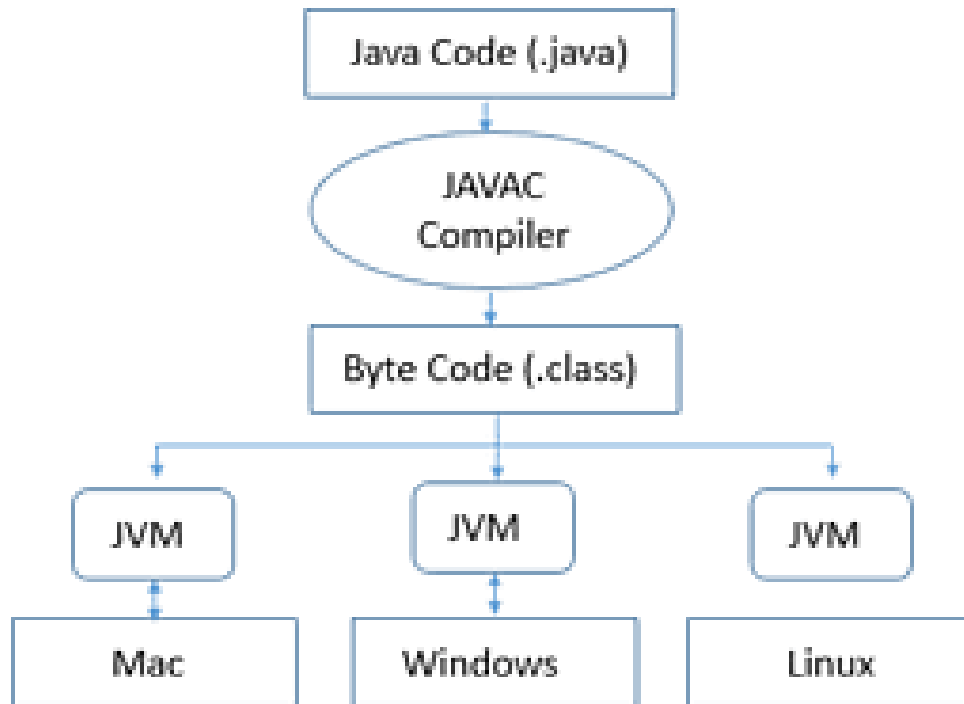 Java Code (.java)
JAVAC
Compiler
Byte Code (.class)
JVM
JVM
JVM
Mac
Windows
Linux